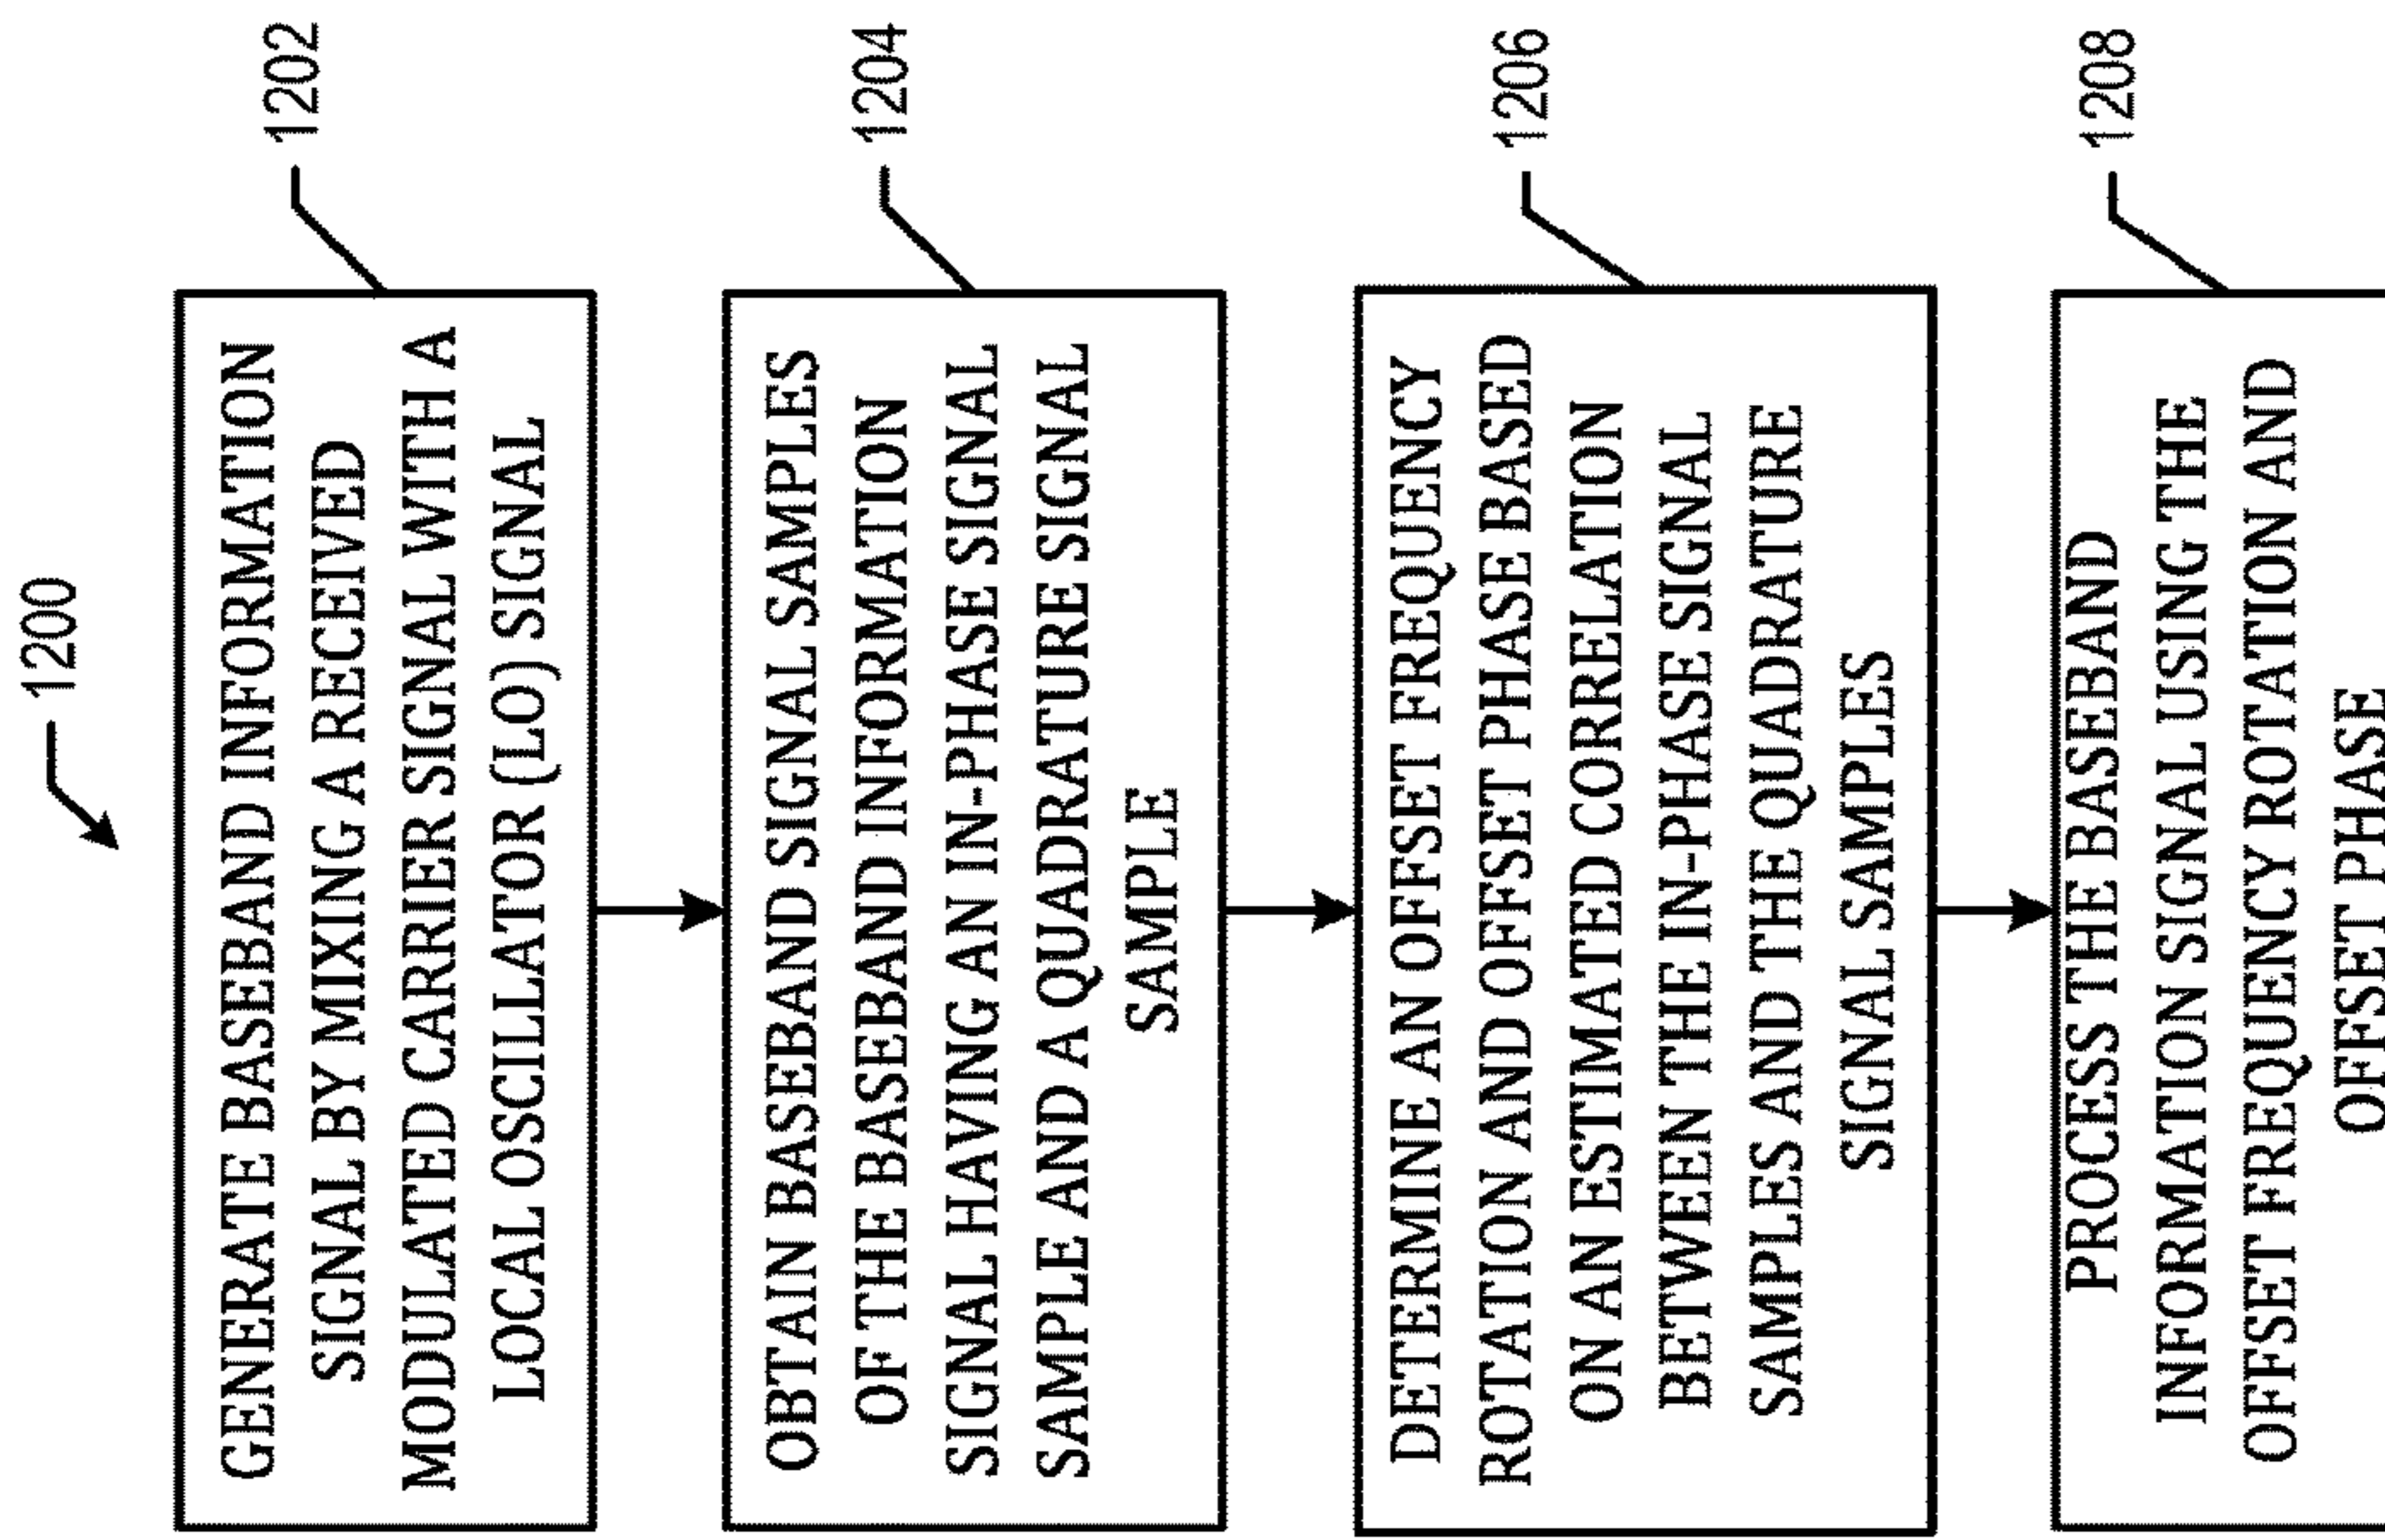 1200
GENERATE BASEBAND INFORMATION
SIGNAL BY MIXING A RECEIVED
MODULATED CARRIER SIGNAL WITH A
LOCAL OSCILLATOR (LO) SIGNAL
1202
OBTAIN BASEBAND SIGNAL SAMPLES
OF THE BASEBAND INFORMATION
SIGNAL HAVING AN IN-PHASE SIGNAL
SAMPLE AND A QUADRATURE SIGNAL
SAMPLE
1204
DETERMINE AN OFFSET FREQUENCY
ROTATION AND OFFSET PHASE BASED
ON AN ESTIMATED CORRELATION
BETWEEN THE IN-PHASE SIGNAL
SAMPLES AND THE QUADRATURE
SIGNAL SAMPLES
1206
PROCESS THE BASEBAND
INFORMATION SIGNAL USING THE
OFFSET FREQUENCY ROTATION AND
OFFSET PHASE
1208